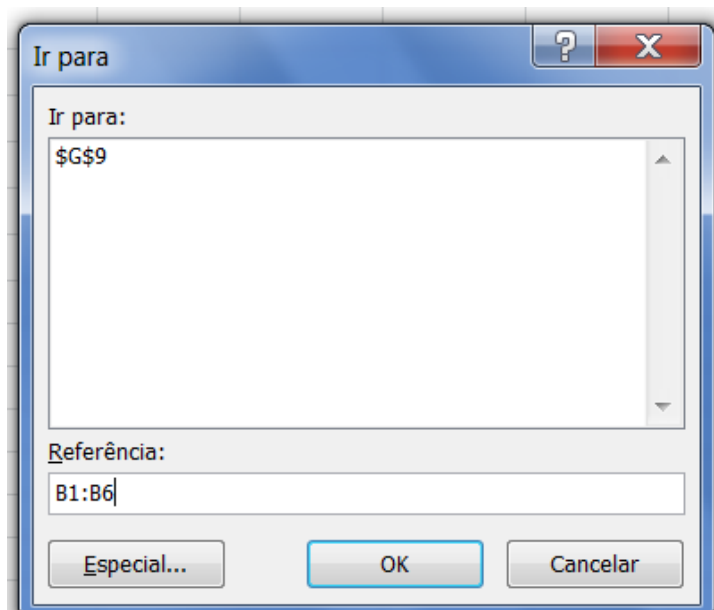 Ir para
Ir para:
$G$9
Referência:
B1:B6
Especial...
OK
Cancelar